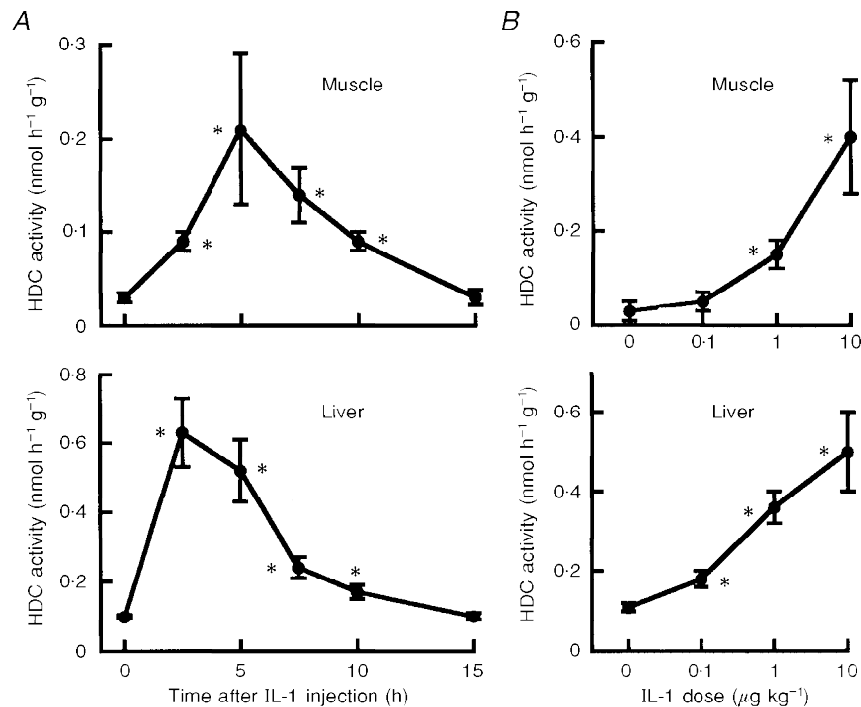 A
B
0·3
0·2
0·1
0
HDC activity (nmol h⁻¹ g⁻¹)
Muscle
*
*
*
*
0·6
0·4
0·2
0
HDC activity (nmol h⁻¹ g⁻¹)
Muscle
*
*
0 0·1 1 10
0·8
0·6
0·4
0·2
0
HDC activity (nmol h⁻¹ g⁻¹)
Liver
*
*
*
*
0 5 10 15
Time after IL-1 injection (h)
0·6
0·4
0·2
0
HDC activity (nmol h⁻¹ g⁻¹)
Liver
*
*
*
0 0·1 1 10
IL-1 dose (μg kg⁻¹)